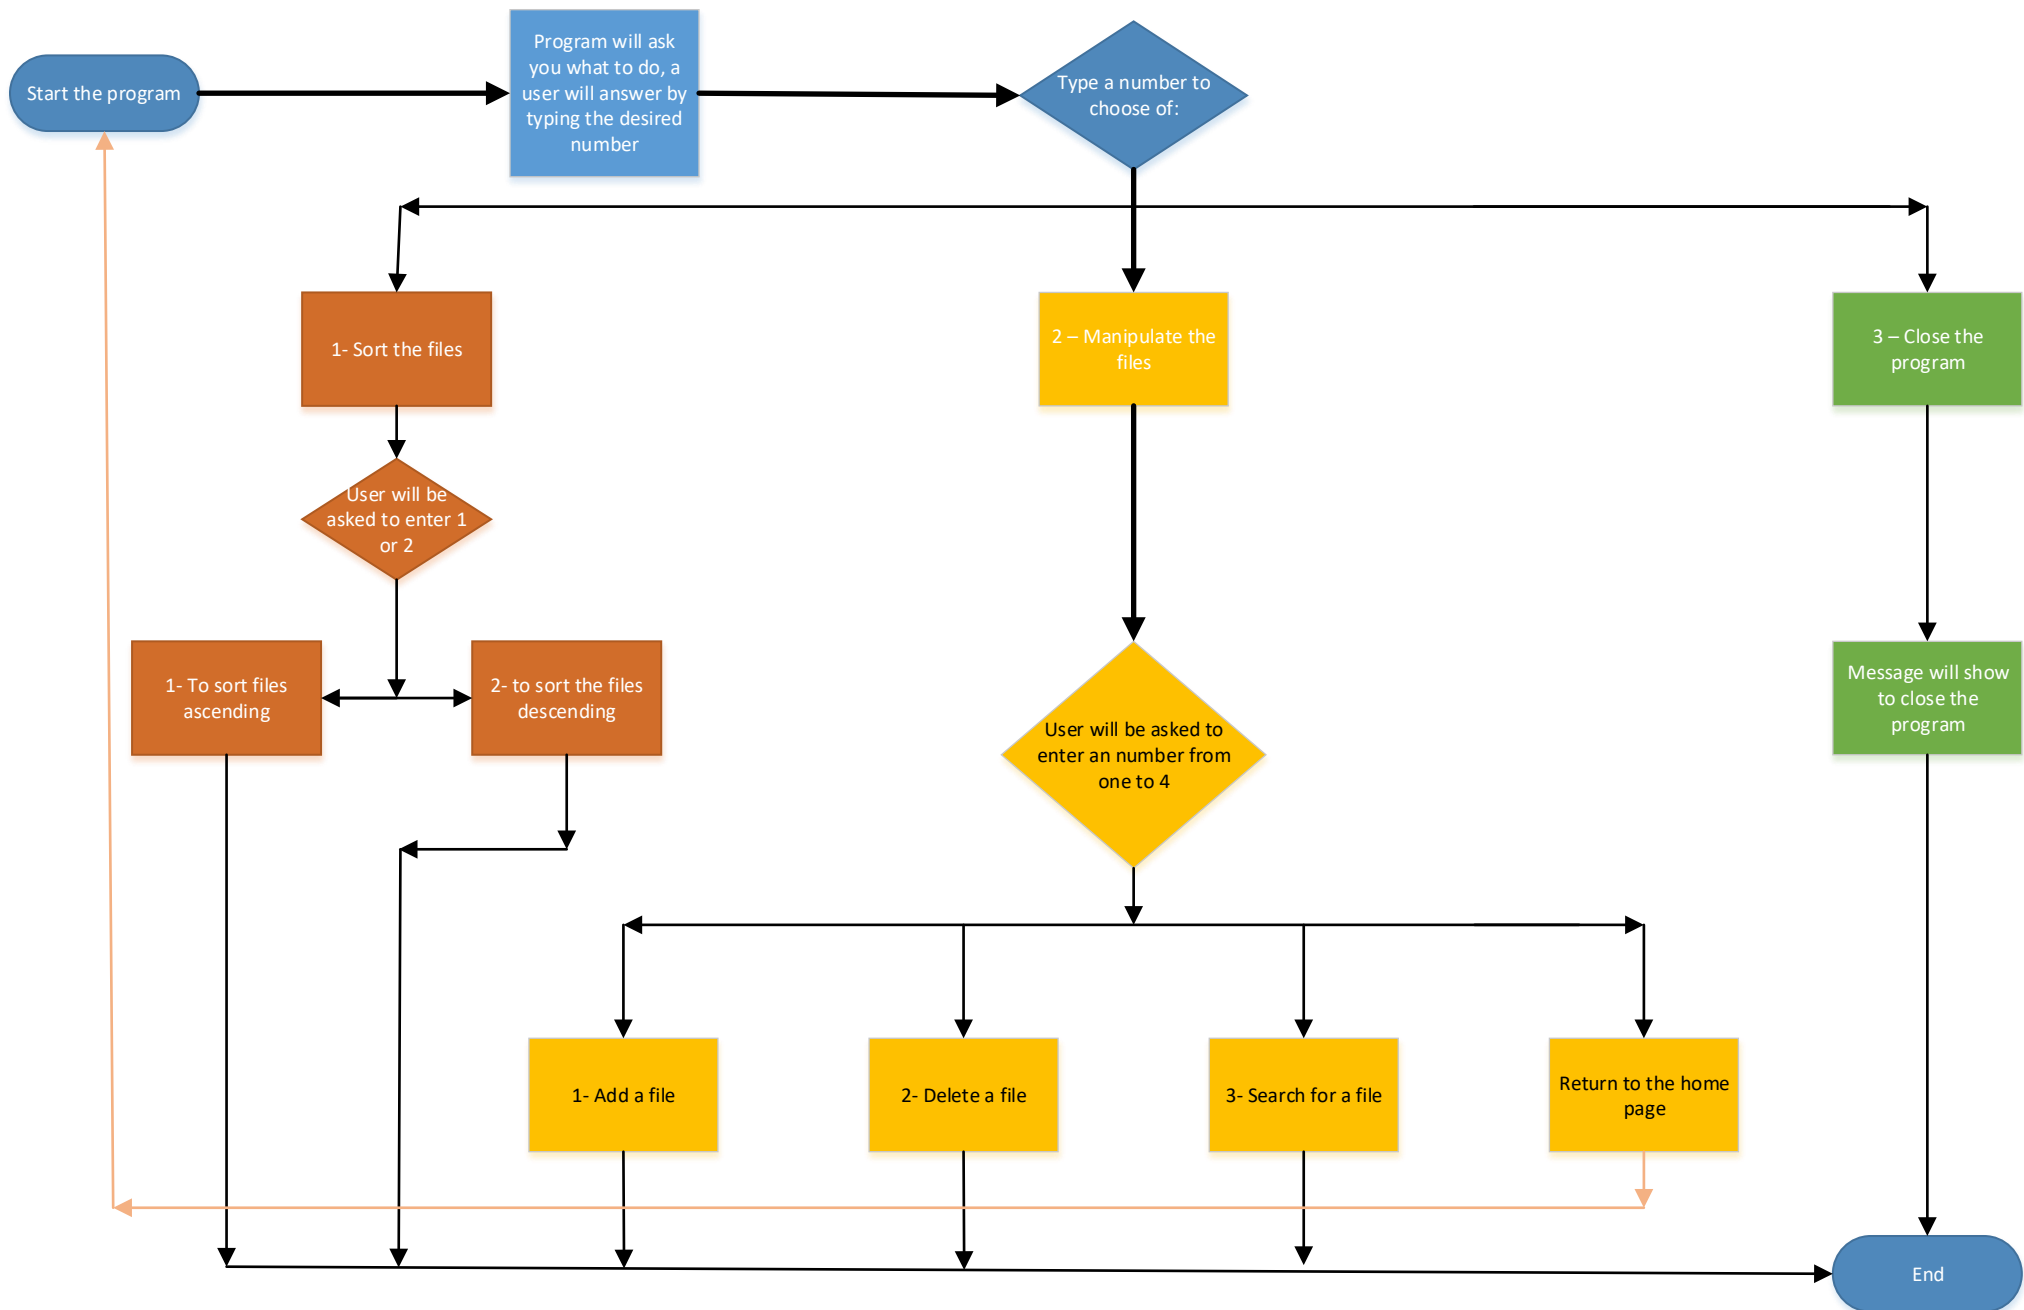 Start the program
Program will ask
you what to do, a
user will answer by
typing the desired
number
Type a number to
choose of:
1- Sort the files
2 – Manipulate the
files
3 – Close the
program
User will be
asked to enter 1
or 2
1- To sort files
ascending
2- to sort the files
descending
User will be asked to
enter an number from
one to 4
Message will show
to close the
program
1- Add a file
2- Delete a file
3- Search for a file
Return to the home
page
End